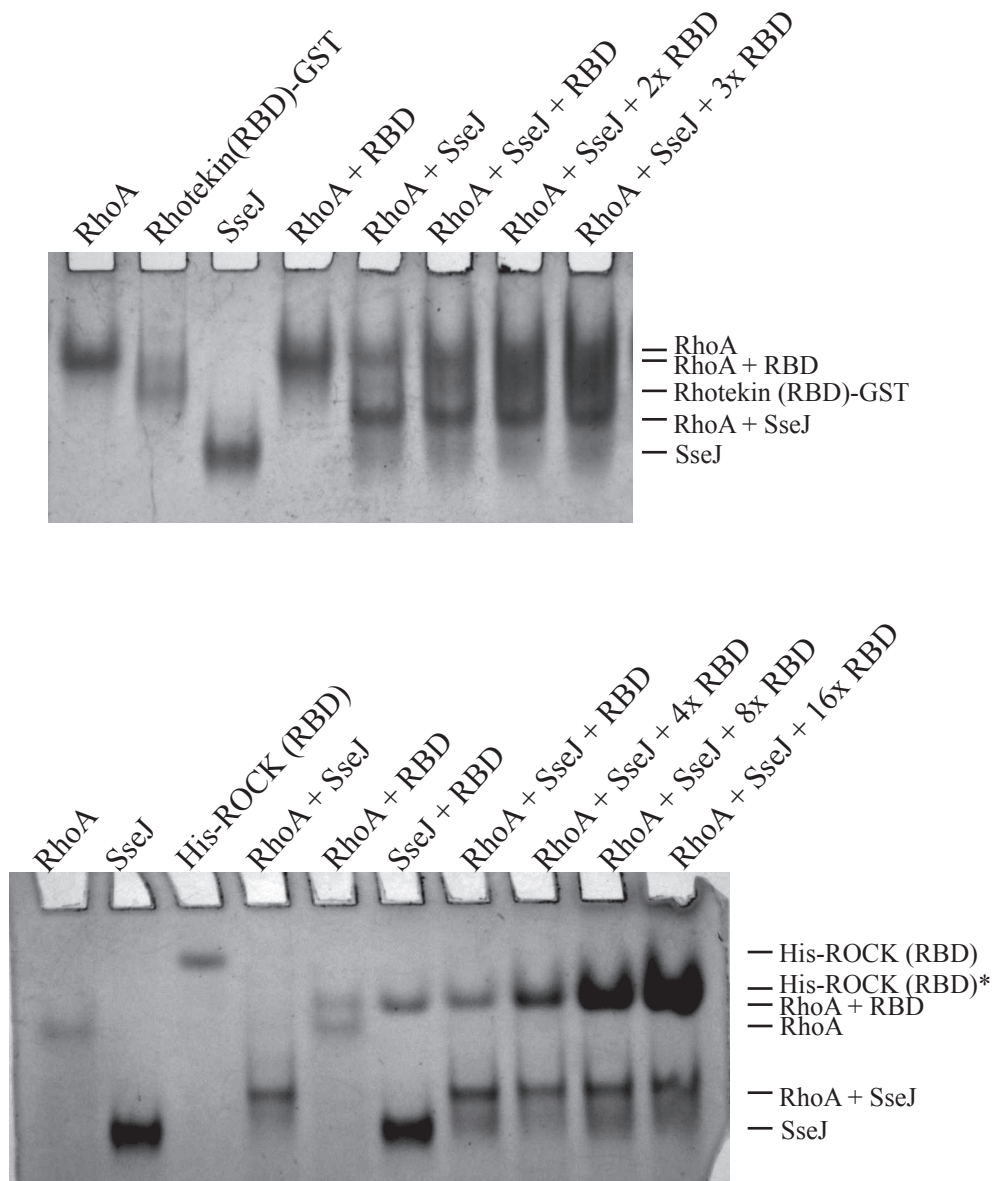 RhoA
Rhotekin(RBD)-GST
SseJ
RhoA + RBD
RhoA + SseJ
RhoA + SseJ + RBD
RhoA + SseJ + 2x RBD
RhoA + SseJ + 3x RBD
RhoA
RhoA + RBD
Rhotekin (RBD)-GST
RhoA + SseJ
SseJ
RhoA
SseJ
His-ROCK (RBD)
RhoA + SseJ
RhoA + RBD
SseJ + RBD
RhoA + SseJ + RBD
RhoA + SseJ + 4x RBD
RhoA + SseJ + 8x RBD
RhoA + SseJ + 16x RBD
His-ROCK (RBD)
His-ROCK (RBD)*
RhoA + RBD
RhoA
RhoA + SseJ
SseJ